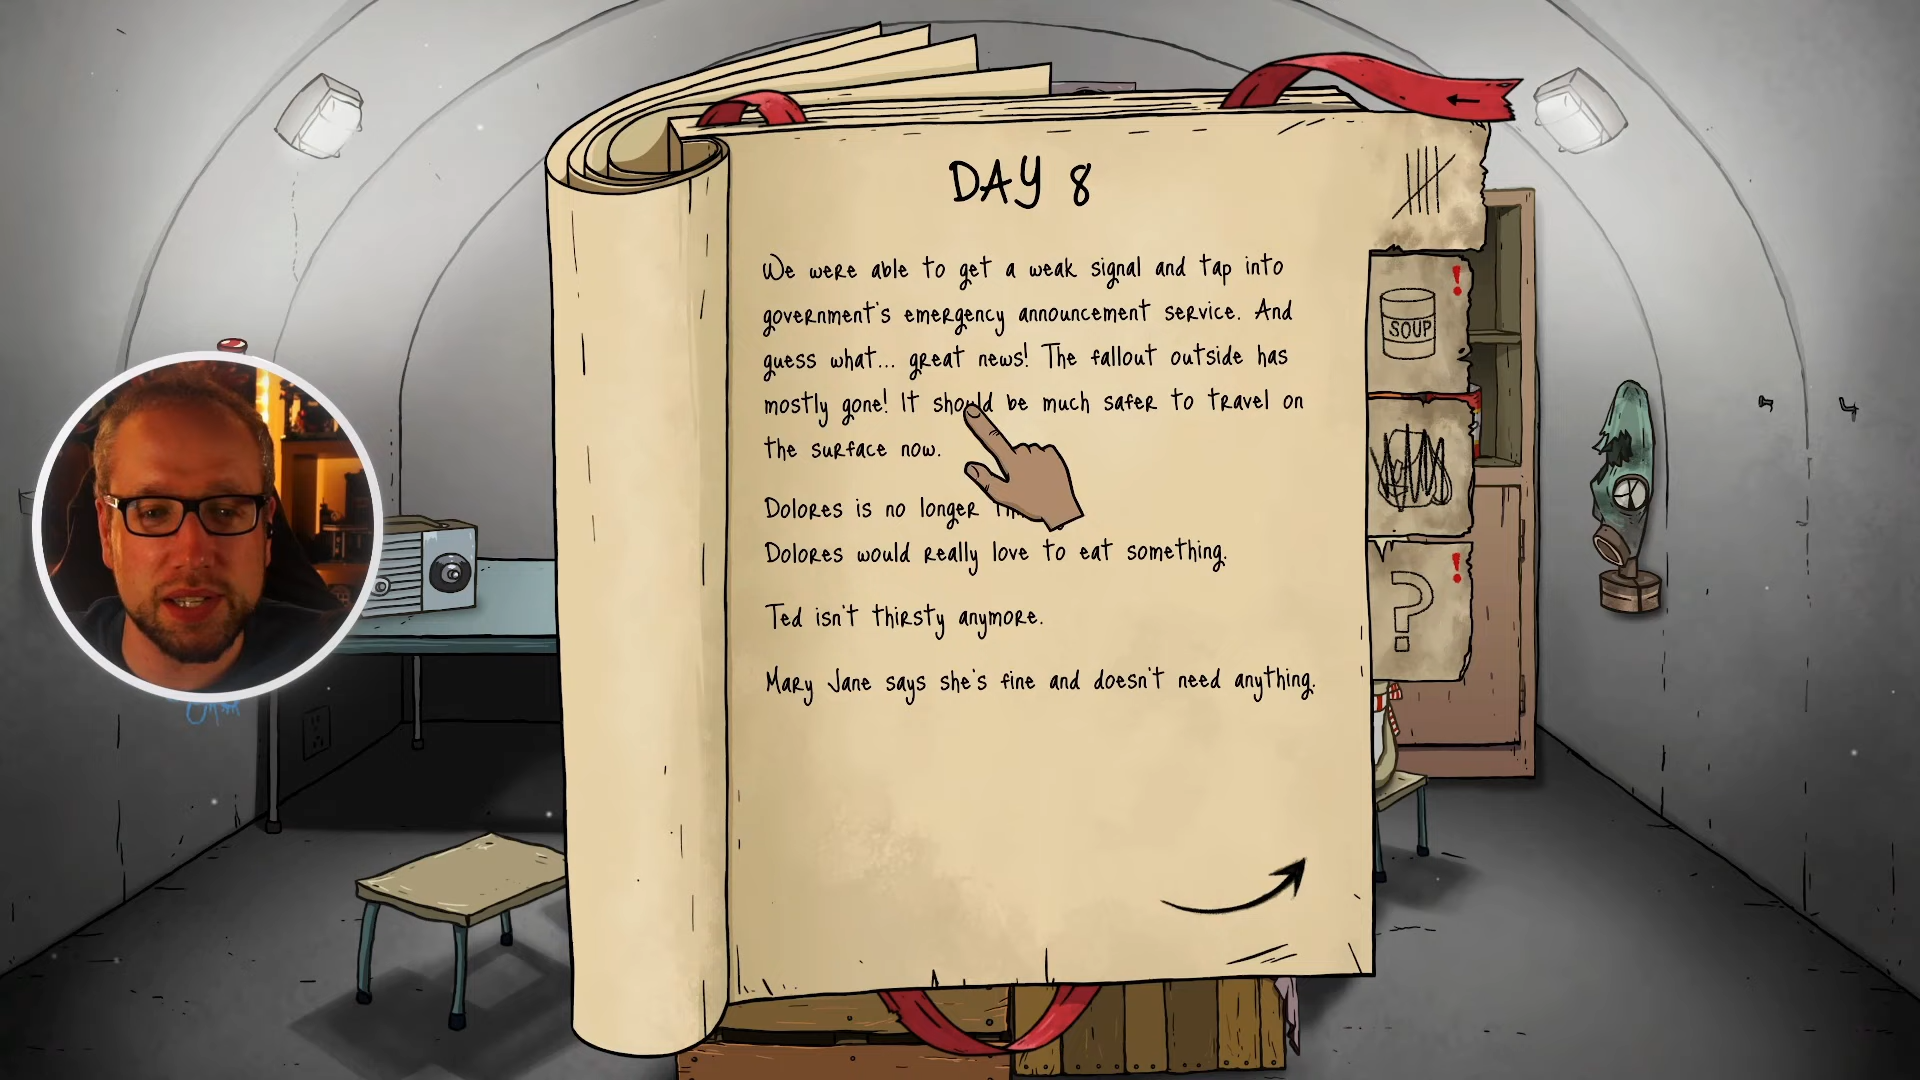 DAY 8
We were able to get a weak signal and tap into
government's emergency announcement service. And
guess what... great news! The fallout outside has
mostly gone! It should be much safer to travel on
the surface now.
Dolores is no longer
Dolores would really love to eat something.
Ted isn't thirsty anymore.
Mary Jane says she's fine and doesn't need anything.
!
SOUP
!
?